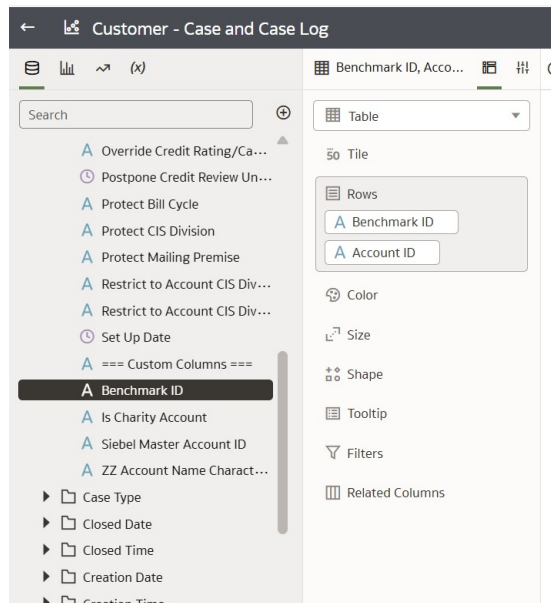 Customer - Case and Case Log
(x)
Benchmark ID, Acco...
Search
Override Credit Rating/Ca...
Postpone Credit Review Un...
Protect Bill Cycle
Protect CIS Division
Protect Mailing Premise
Restrict to Account CIS Div...
Restrict to Account CIS Div...
Set Up Date
=== Custom Columns ===
Benchmark ID
Is Charity Account
Siebel Master Account ID
ZZ Account Name Charact...
Case Type
Closed Date
Closed Time
Creation Date
Creation Time
Table
50 Tile
Rows
A Benchmark ID
A Account ID
Color
Size
Shape
Tooltip
Filters
Related Columns